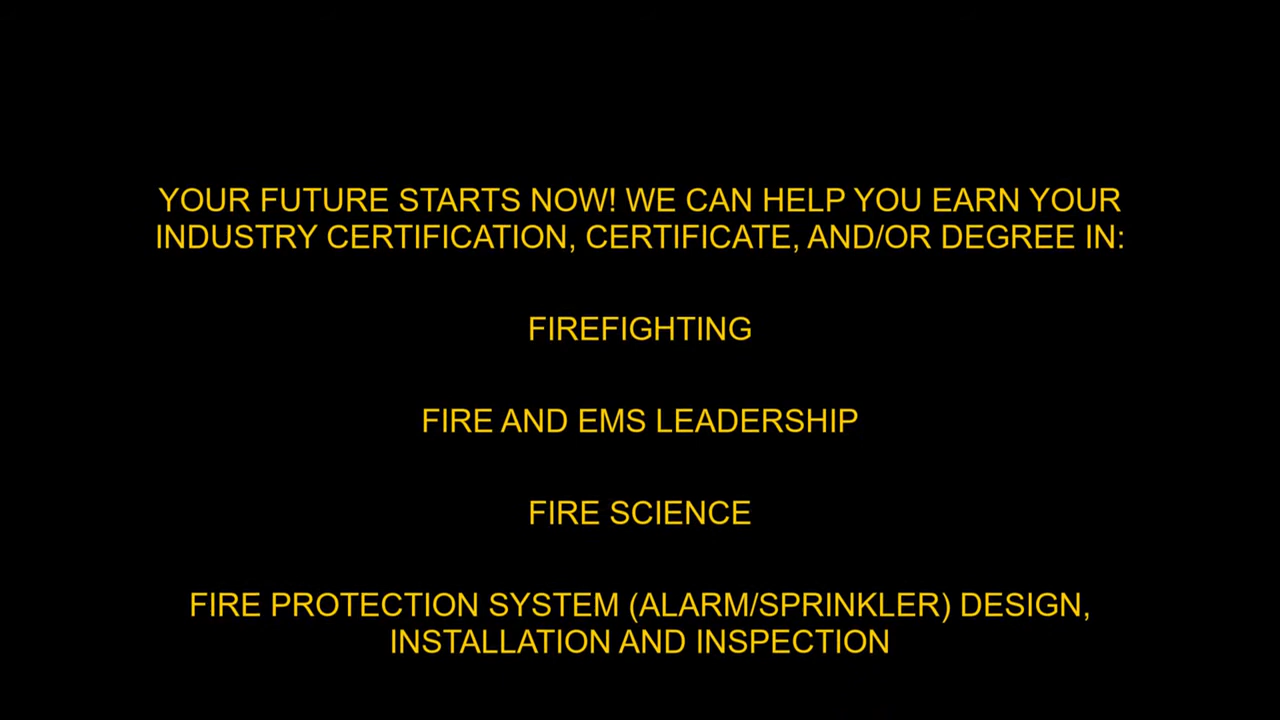 YOUR FUTURE STARTS NOW! WE CAN HELP YOU EARN YOUR
INDUSTRY CERTIFICATION, CERTIFICATE, AND/OR DEGREE IN:
FIREFIGHTING
FIRE AND EMS LEADERSHIP
FIRE SCIENCE
FIRE PROTECTION SYSTEM (ALARM/SPRINKLER) DESIGN,
INSTALLATION AND INSPECTION